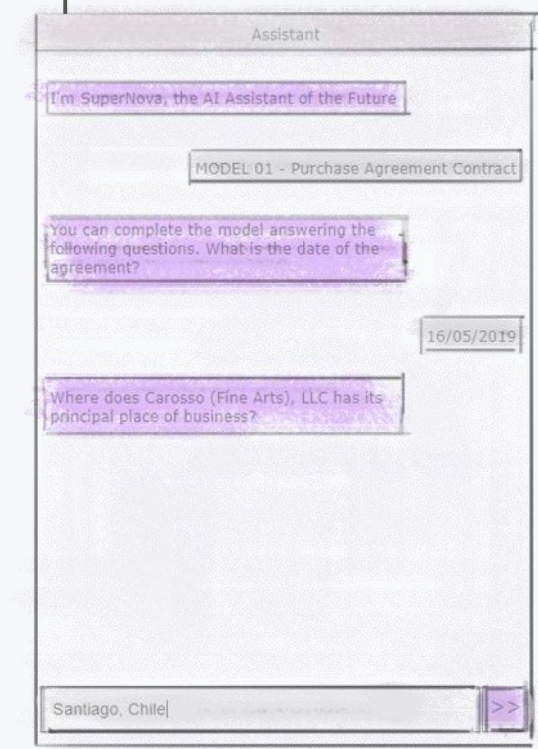 Assistant
I'm SuperNova, the AI Assistant of the Future
MODEL 01 - Purchase Agreement Contract
You can complete the model answering the
following questions. What is the date of the
agreement?
16/05/2019
Where does Carosso (Fine Arts), LLC has its
principal place of business?
Santiago, Chile
>>